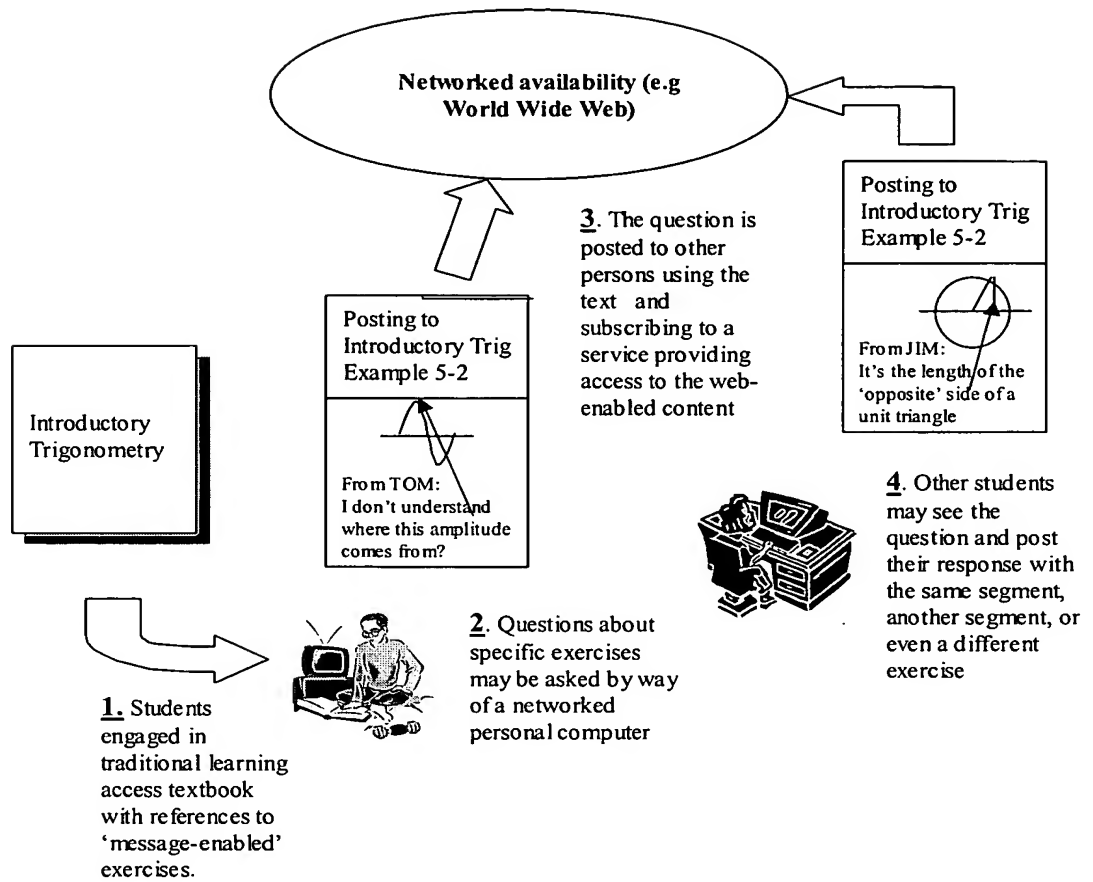 Networked availability (e.g
World Wide Web)
Posting to
Introductory Trig
Example 5-2
From JIM:
It's the length of the
'opposite' side of a
unit triangle
3. The question is
posted to other
persons using the
text and
subscribing to a
service providing
access to the web-
enabled content
Posting to
Introductory Trig
Example 5-2
From TOM:
I don't understand
where this amplitude
comes from?
Introductory
Trigonometry
4. Other students
may see the
question and post
their response with
the same segment,
another segment, or
even a different
exercise
2. Questions about
specific exercises
may be asked by way
of a networked
personal computer
1. Students
engaged in
traditional learning
access textbook
with references to
'message-enabled'
exercises.